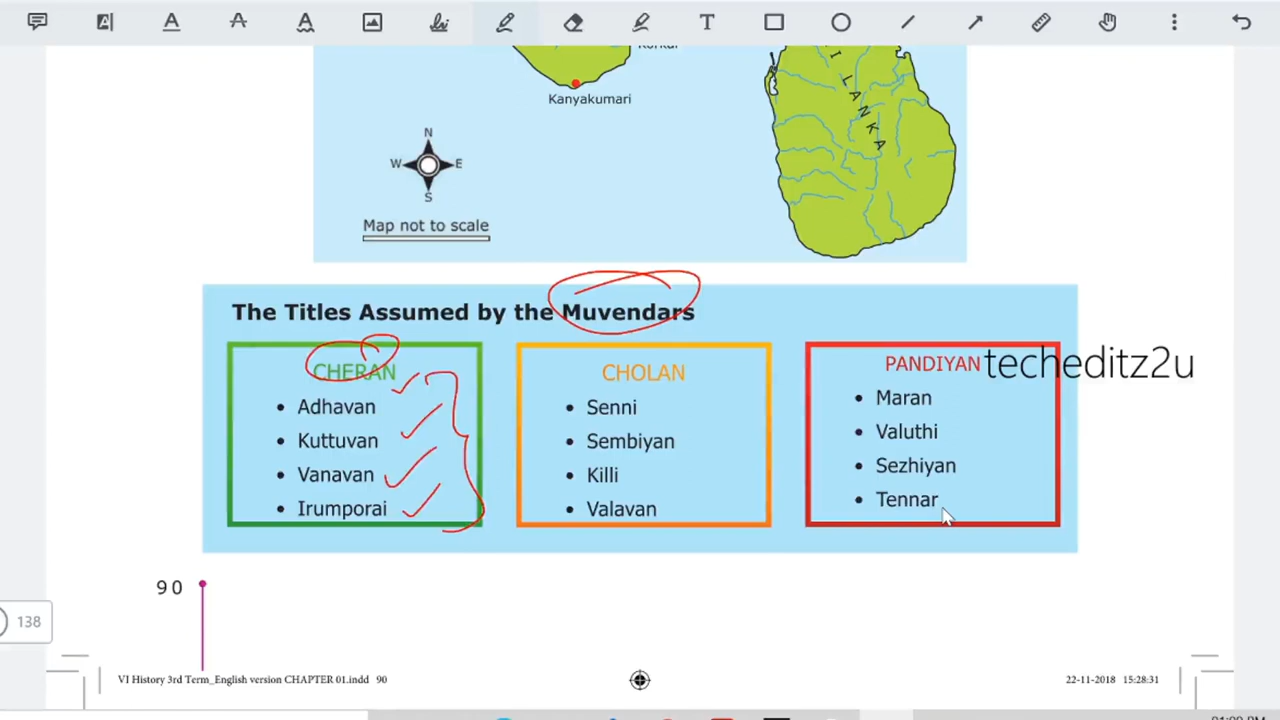 Kanyakumari
I LANKA
N
W E
S
Map not to scale
The Titles Assumed by the Muvendars
CHERAN
• Adhavan
• Kuttuvan
• Vanavan
• Irumporai
CHOLAN
• Senni
• Sembiyan
• Killi
• Valavan
PANDIYAN
• Maran
• Valuthi
• Sezhiyan
• Tennar
techeditz2u
90
138
VI History 3rd Term_English version CHAPTER 01.indd 90
22-11-2018 15:28:31